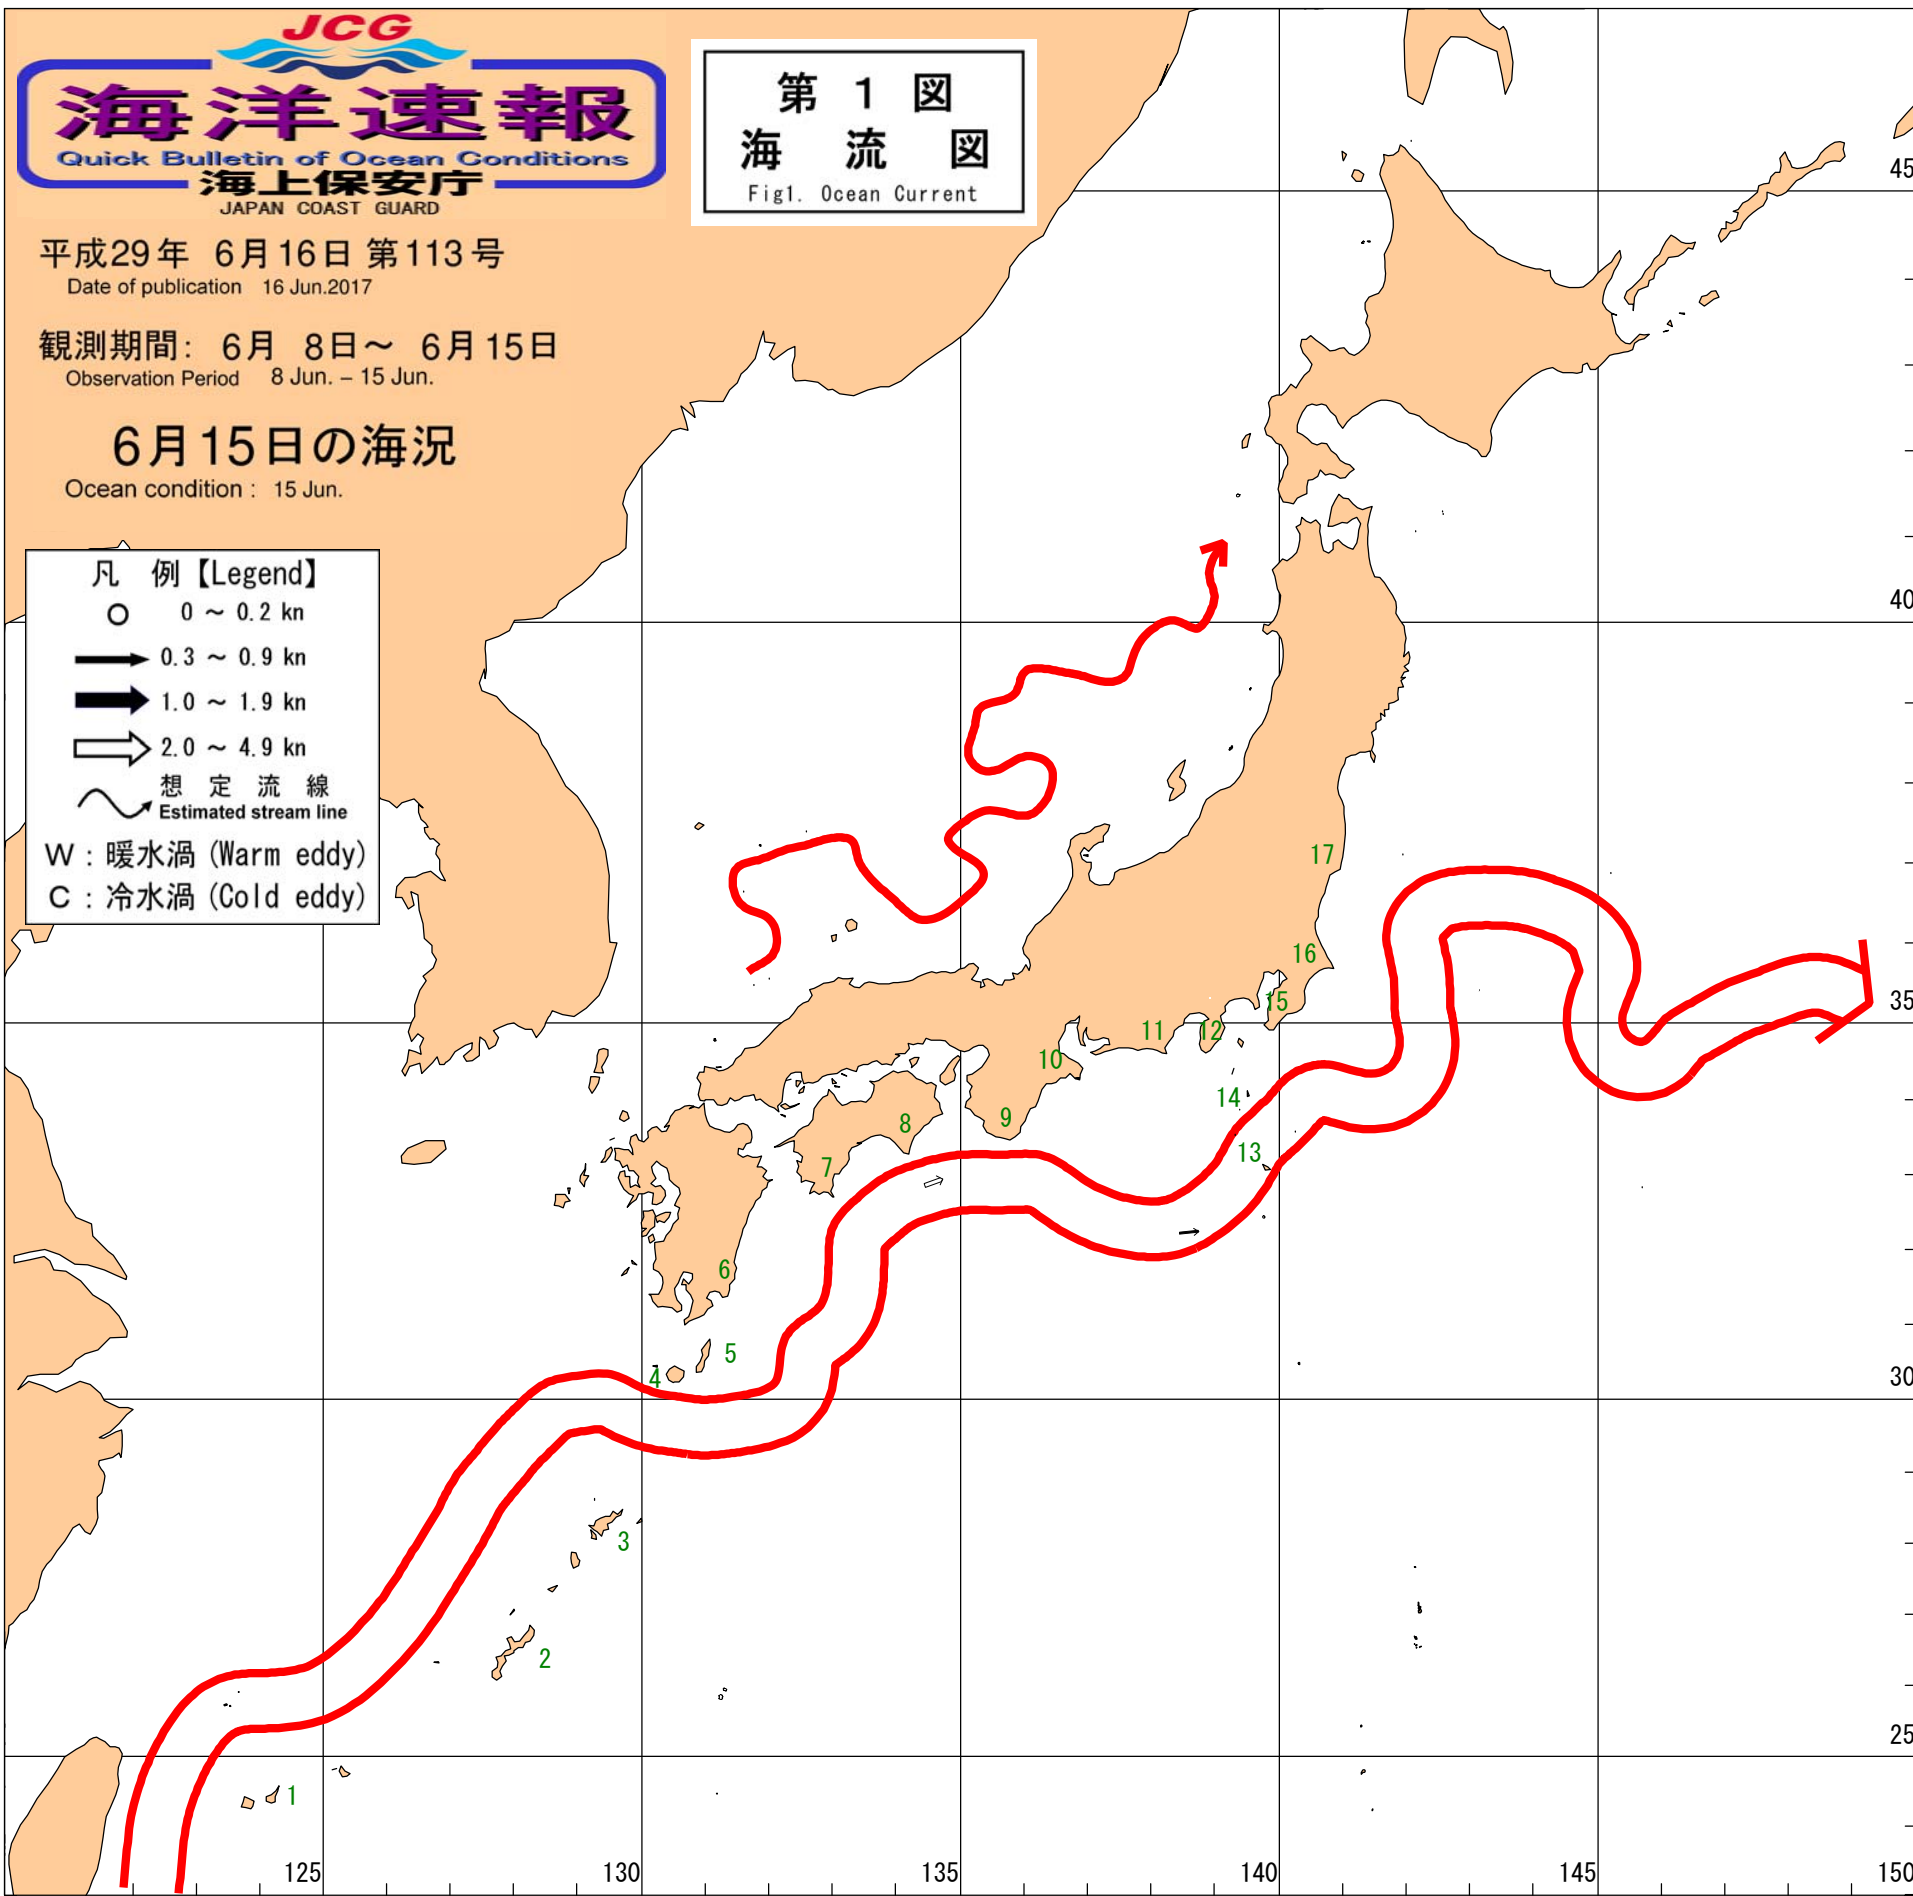 JCG
海洋速報
Quick Bulletin of Ocean Conditions
海上保安庁
JAPAN COAST GUARD
第 1 図
海 流 図
Fig1. Ocean Current
平成29年 6月16日 第113号
Date of publication 16 Jun.2017
観測期間: 6月 8日～ 6月15日
Observation Period 8 Jun. – 15 Jun.
6月15日の海況
Ocean condition : 15 Jun.
凡 例【Legend】
0 ～ 0.2 kn
0.3 ～ 0.9 kn
1.0 ～ 1.9 kn
2.0 ～ 4.9 kn
想 定 流 線
Estimated stream line
W : 暖水渦 (Warm eddy)
C : 冷水渦 (Cold eddy)
45
40
17
16
35
15
11
12
10
14
9
8
13
7
6
5
4
30
3
2
25
1
125
130
135
140
145
150